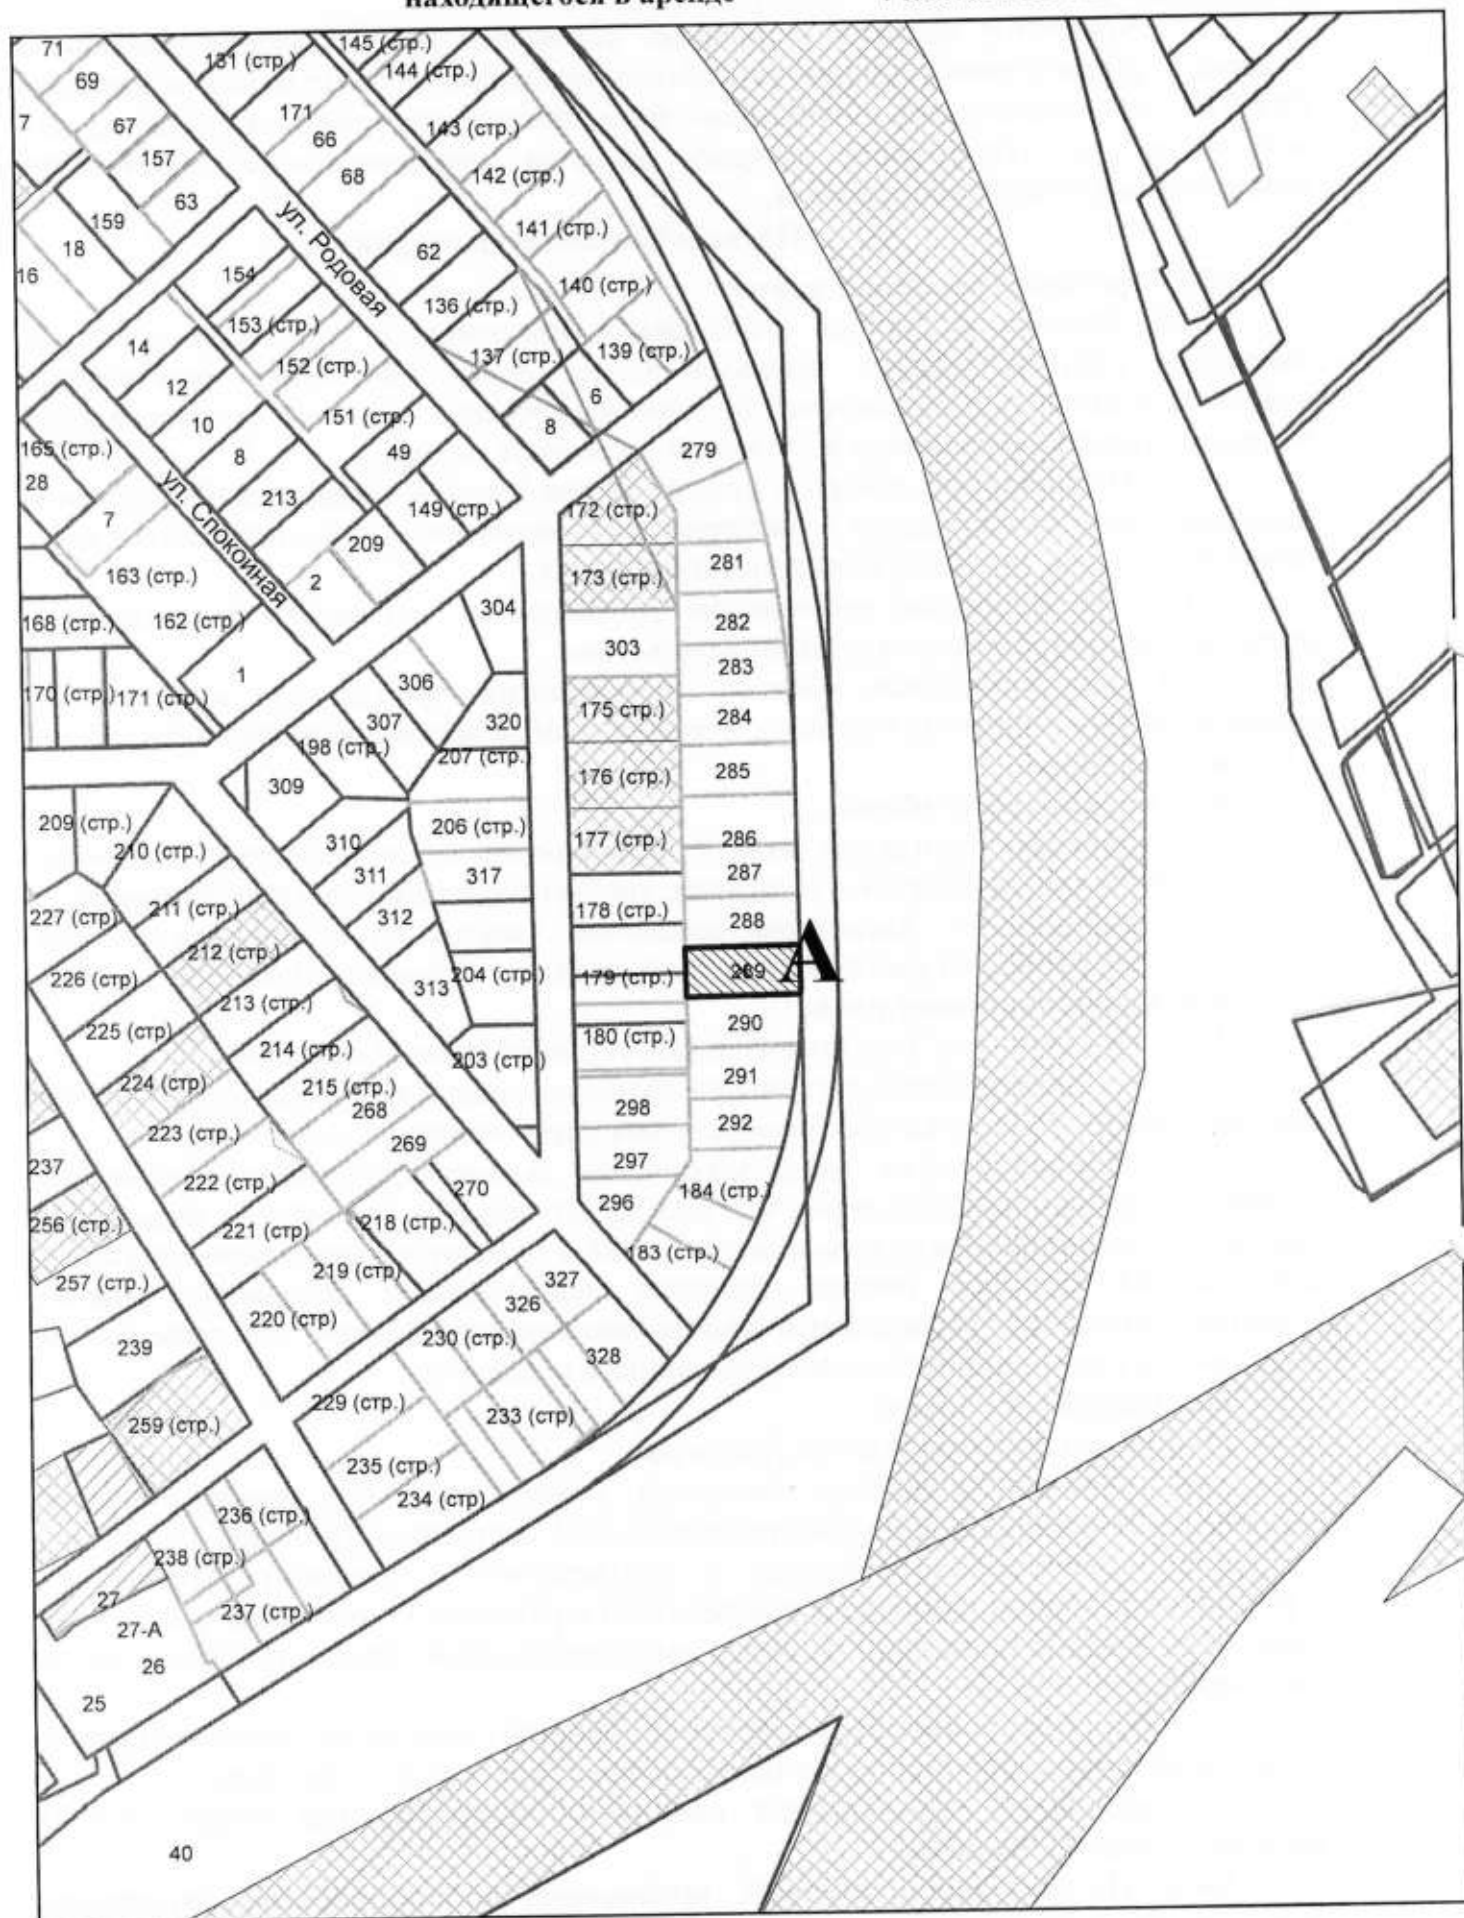 находящегося в аренде
71
145 (стр.)
131 (стр.)
144 (стр.)
69
171
7
67
66
143 (стр.)
157
68
142 (стр.)
63
159
141 (стр.)
ул. Родовая
18
62
16
154
140 (стр.)
136 (стр.)
153 (стр.)
14
137 (стр.)
139 (стр.)
152 (стр.)
12
6
151 (стр.)
10
8
165 (стр.)
8
49
279
28
213
149 (стр.)
172 (стр.)
7
ул. Спокойная
209
281
163 (стр.)
2
173 (стр.)
304
168 (стр.)
162 (стр.)
282
303
283
1
306
170 (стр.)
171 (стр.)
175 стр.)
284
307
320
198 (стр.)
207 (стр.)
285
176 (стр.)
309
209 (стр.)
206 (стр.)
286
310
177 (стр.)
210 (стр.)
287
311
317
211 (стр.)
178 (стр.)
227 (стр)
312
288
212 (стр.)
А
226 (стр)
204 (стр.)
179 (стр.)
289
313
213 (стр.)
290
225 (стр)
180 (стр.)
214 (стр.)
203 (стр.)
291
224 (стр)
215 (стр.)
268
298
292
223 (стр.)
269
297
237
222 (стр.)
270
184 (стр.)
296
256 (стр.)
218 (стр.)
221 (стр)
183 (стр.)
219 (стр)
257 (стр.)
327
326
220 (стр)
230 (стр.)
239
328
229 (стр.)
233 (стр)
259 (стр.)
235 (стр.)
234 (стр)
236 (стр.)
238 (стр.)
27
237 (стр.)
27-А
26
25
40